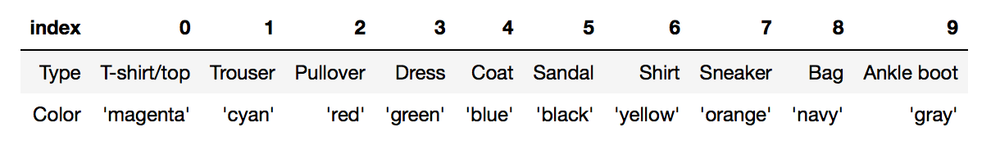 index 0 1 2 3 4 5 6 7 8 9
Type T-shirt/top Trouser Pullover Dress Coat Sandal Shirt Sneaker Bag Ankle boot
Color 'magenta' 'cyan' 'red' 'green' 'blue' 'black' 'yellow' 'orange' 'navy' 'gray'